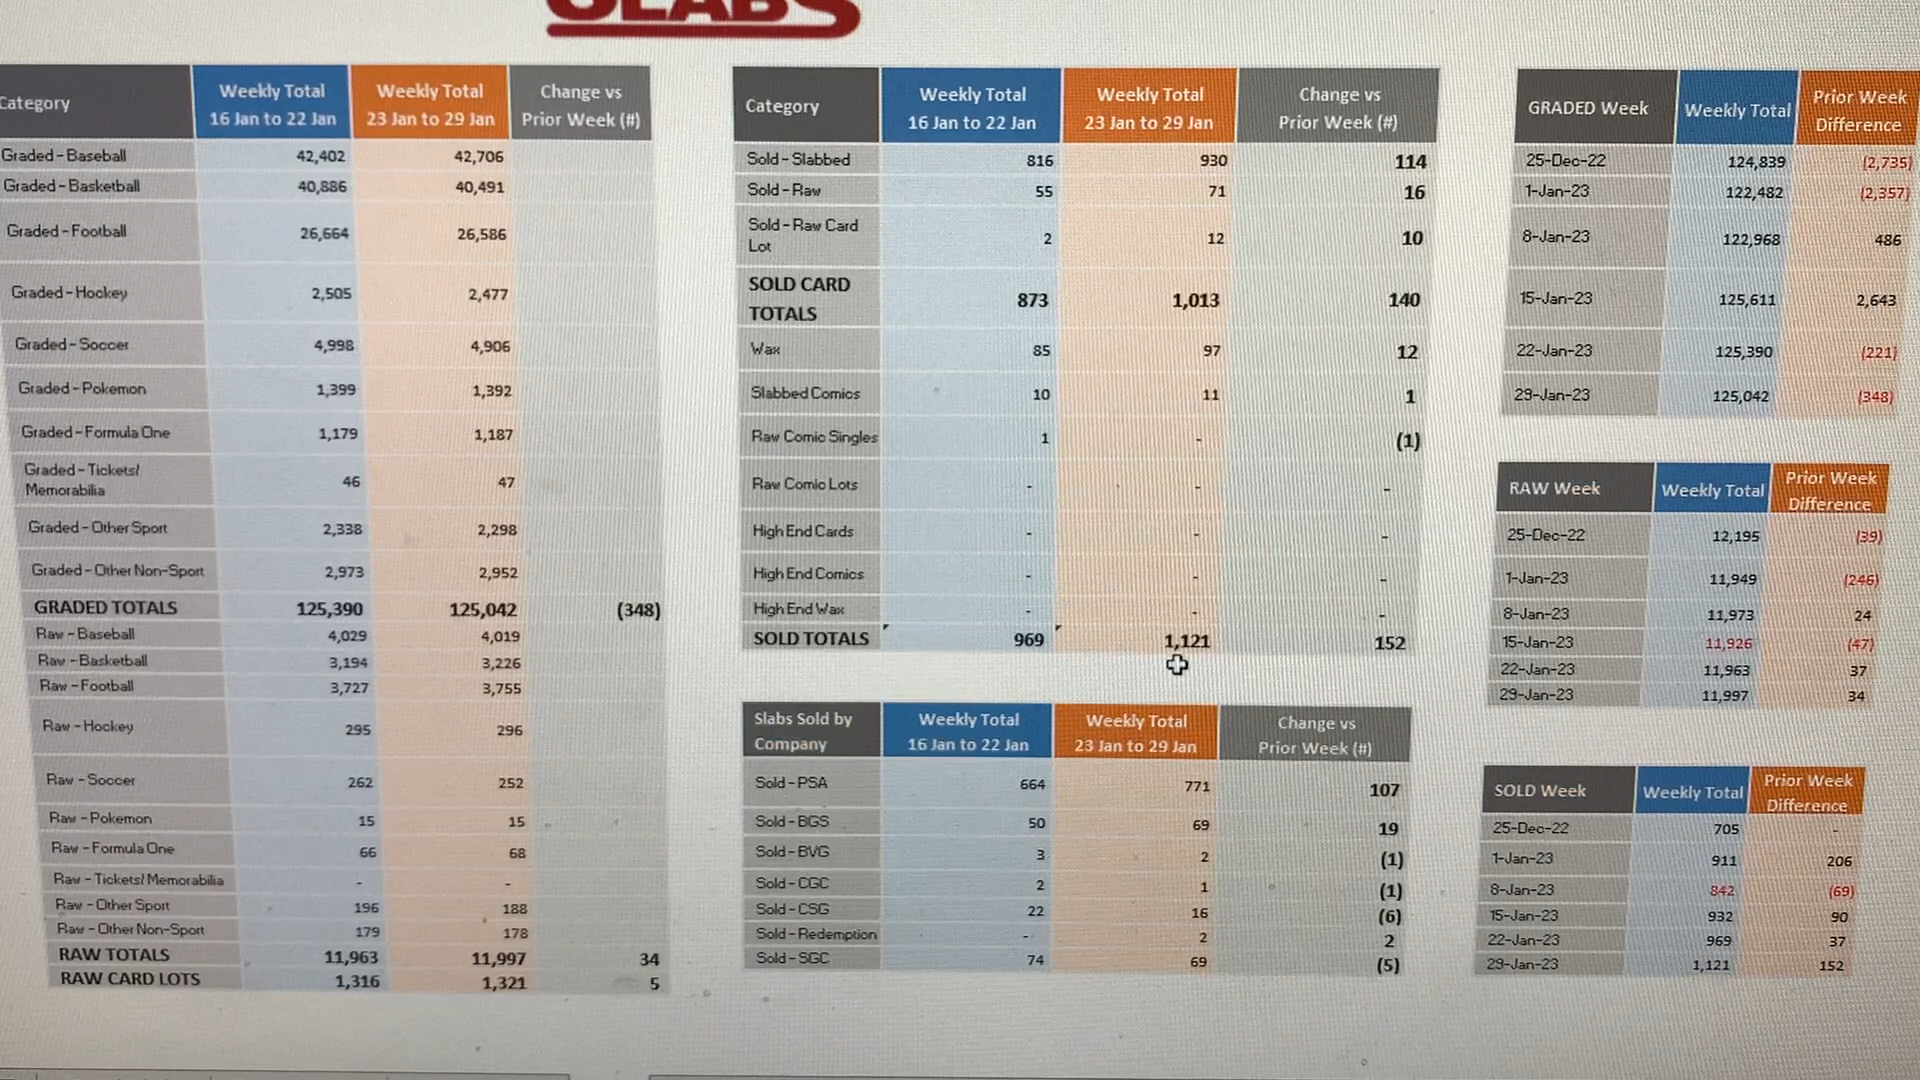 SLABS
Category Weekly Total 16 Jan to 22 Jan Weekly Total 23 Jan to 29 Jan Change vs Prior Week (#)
Graded - Baseball 42,402 42,706
Graded - Basketball 40,886 40,491
Graded - Football 26,664 26,586
Graded - Hockey 2,505 2,477
Graded - Soccer 4,998 4,906
Graded - Pokemon 1,399 1,392
Graded - Formula One 1,179 1,187
Graded - Tickets/ Memorabilia 46 47
Graded - Other Sport 2,338 2,298
Graded - Other Non-Sport 2,973 2,952
GRADED TOTALS 125,390 125,042 (348)
Raw - Baseball 4,029 4,019
Raw - Basketball 3,194 3,226
Raw - Football 3,727 3,755
Raw - Hockey 295 296
Raw - Soccer 262 252
Raw - Pokemon 15 15
Raw - Formula One 66 68
Raw - Tickets/ Memorabilia - -
Raw - Other Sport 196 188
Raw - Other Non-Sport 179 178
RAW TOTALS 11,963 11,997 34
RAW CARD LOTS 1,316 1,321 5
Category Weekly Total 16 Jan to 22 Jan Weekly Total 23 Jan to 29 Jan Change vs Prior Week (#)
Sold - Slabbed 816 930 114
Sold - Raw 55 71 16
Sold - Raw Card Lot 2 12 10
SOLD CARD TOTALS 873 1,013 140
Wax 85 97 12
Slabbed Comics 10 11 1
Raw Comic Singles 1 - (1)
Raw Comic Lots - - -
High End Cards - - -
High End Comics - - -
High End Wax - - -
SOLD TOTALS 969 1,121 152
Slabs Sold by Company Weekly Total 16 Jan to 22 Jan Weekly Total 23 Jan to 29 Jan Change vs Prior Week (#)
Sold - PSA 664 771 107
Sold - BGS 50 69 19
Sold - BVG 3 2 (1)
Sold - CGC 2 1 (1)
Sold - CSG 22 16 (6)
Sold - Redemption - 2 2
Sold - SGC 74 69 (5)
GRADED Week Weekly Total Prior Week Difference
25-Dec-22 124,839 (2,735)
1-Jan-23 122,482 (2,357)
8-Jan-23 122,968 486
15-Jan-23 125,611 2,643
22-Jan-23 125,390 (221)
29-Jan-23 125,042 (348)
RAW Week Weekly Total Prior Week Difference
25-Dec-22 12,195 (39)
1-Jan-23 11,949 (246)
8-Jan-23 11,973 24
15-Jan-23 11,926 (47)
22-Jan-23 11,963 37
29-Jan-23 11,997 34
SOLD Week Weekly Total Prior Week Difference
25-Dec-22 705 -
1-Jan-23 911 206
8-Jan-23 842 (69)
15-Jan-23 932 90
22-Jan-23 969 37
29-Jan-23 1,121 152